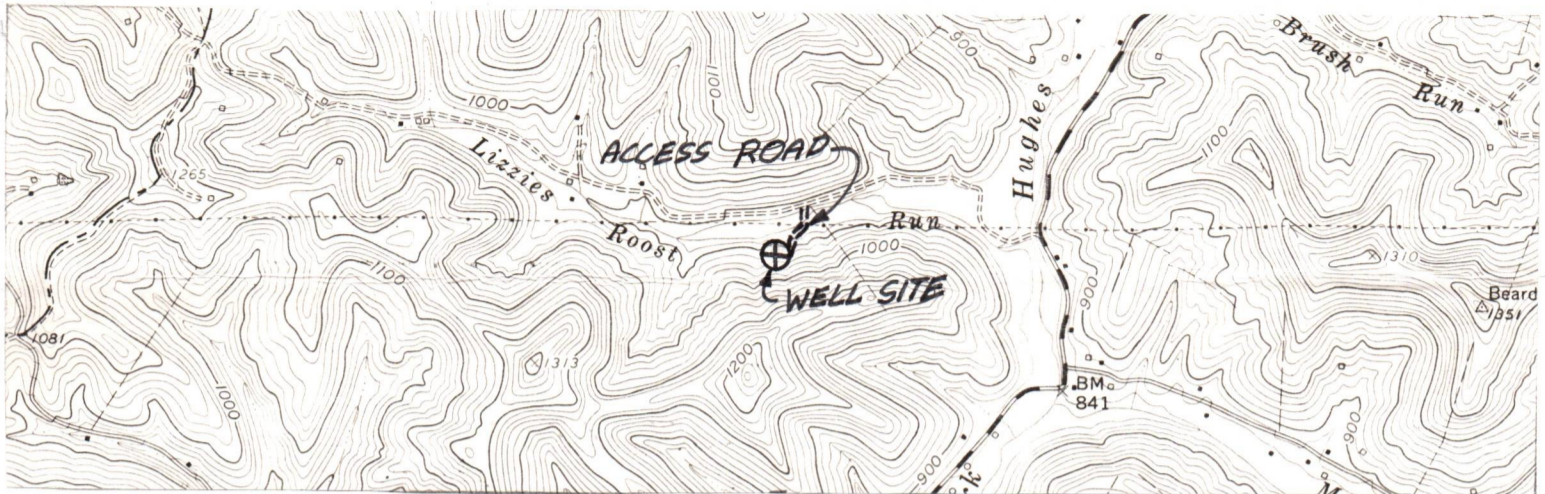 900
Brush
Run
1000
1100
Hughes
1100
Lizzies
ACCESS ROAD
1265
Roost
Run
1000
1100
1310
WELL SITE
900
Beard
1351
1081
1313
1200
BM
841
1000
900
900
k